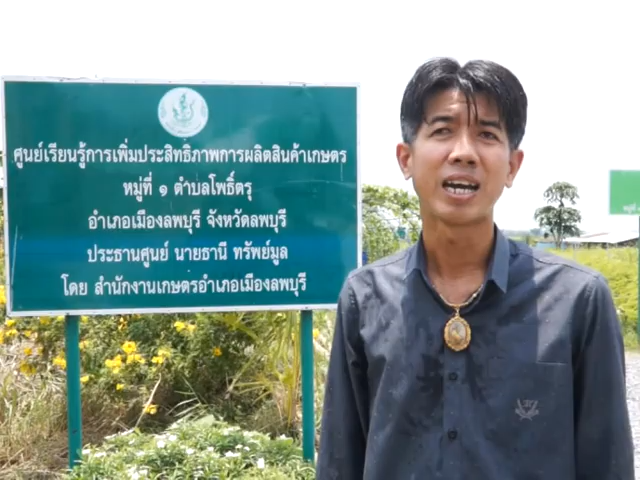 ศูนย์เรียนรู้การเพิ่มประสิทธิภาพการผลิตสินค้าเกษตร
หมู่ที่ ๑ ตำบลโพธิ์ตรุ
อำเภอเมืองลพบุรี จังหวัดลพบุรี
ประธานศูนย์ นายธานี ทรัพย์มูล
โดย สำนักงานเกษตรอำเภอเมืองลพบุรี